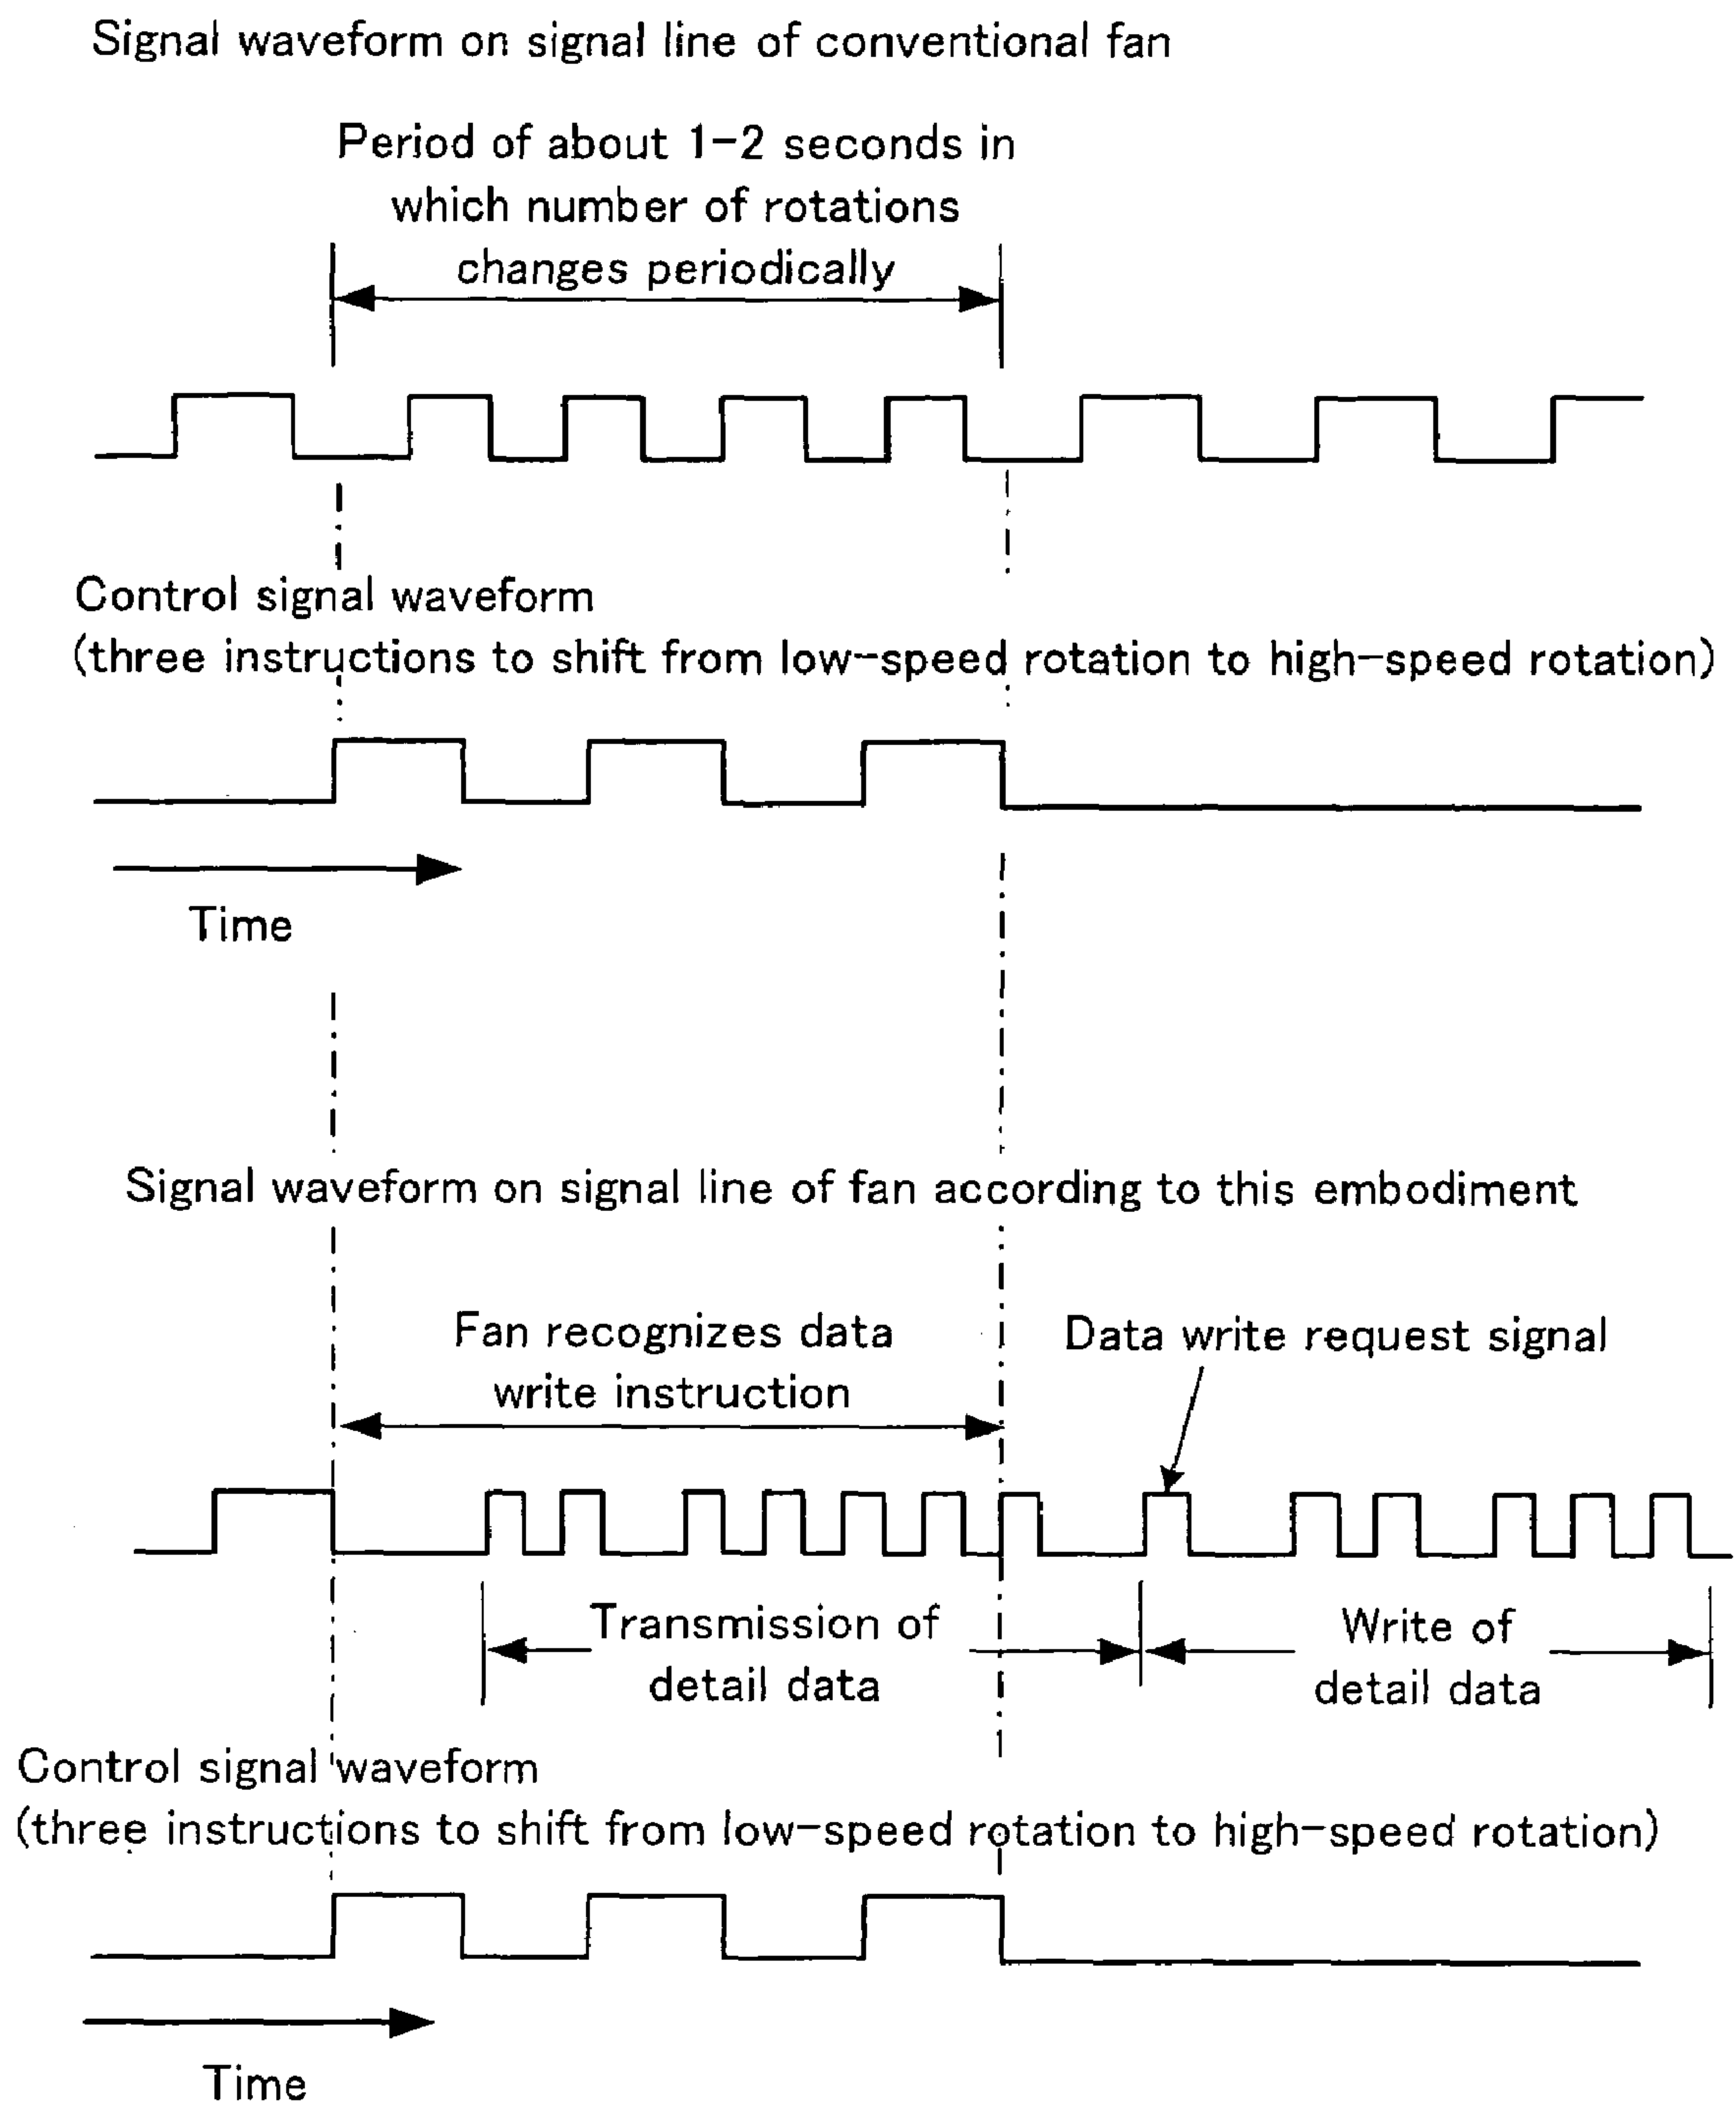 Signal waveform on signal line of conventional fan
Period of about 1-2 seconds in
which number of rotations
changes periodically
Control signal waveform
(three instructions to shift from low-speed rotation to high-speed rotation)
Time
Signal waveform on signal line of fan according to this embodiment
Fan recognizes data
write instruction
Data write request signal
Transmission of
detail data
Write of
detail data
Control signal waveform
(three instructions to shift from low-speed rotation to high-speed rotation)
Time